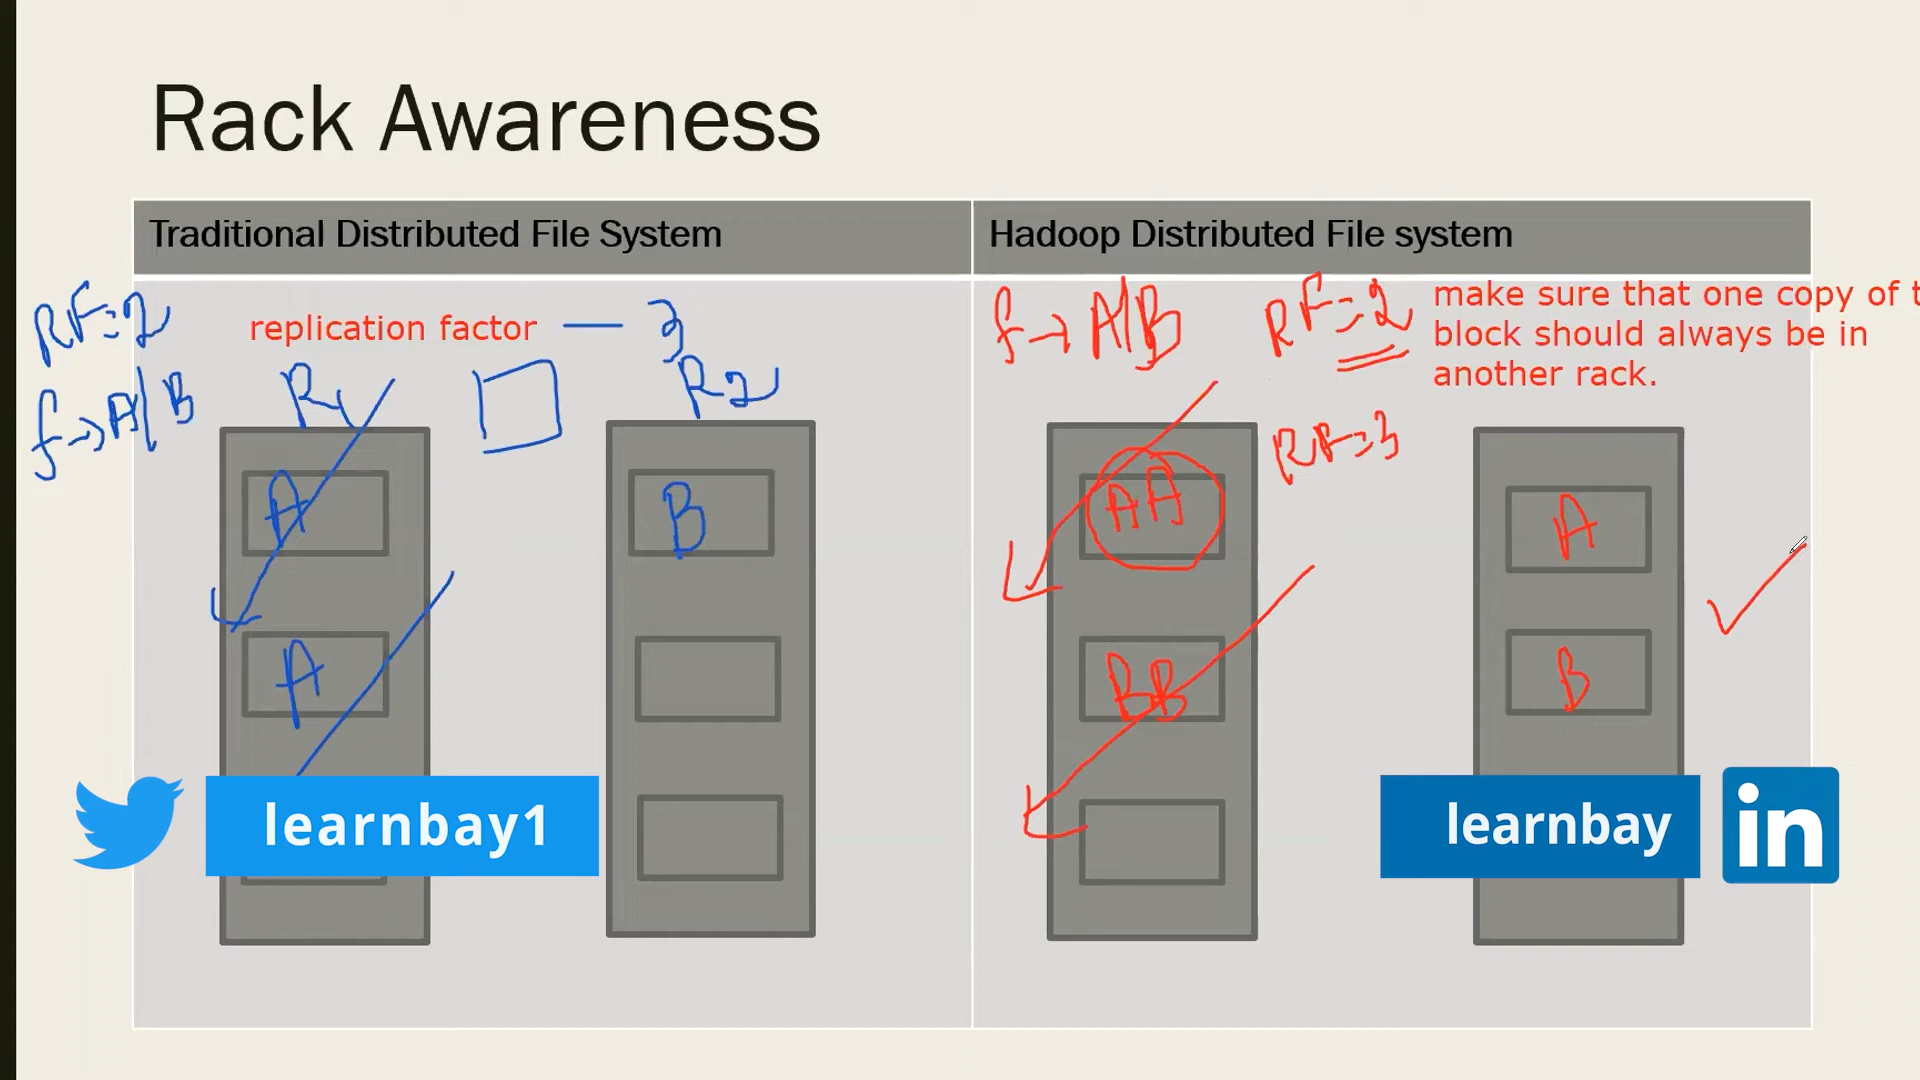 Rack Awareness
Traditional Distributed File System
Hadoop Distributed File system
RF=2
replication factor — 3
f→A|B
R1
R2
A
B
A
f→A|B
RF=2
make sure that one copy of t
block should always be in
another rack.
RF=3
AA
A
BB
B
learnbay1
learnbay
in